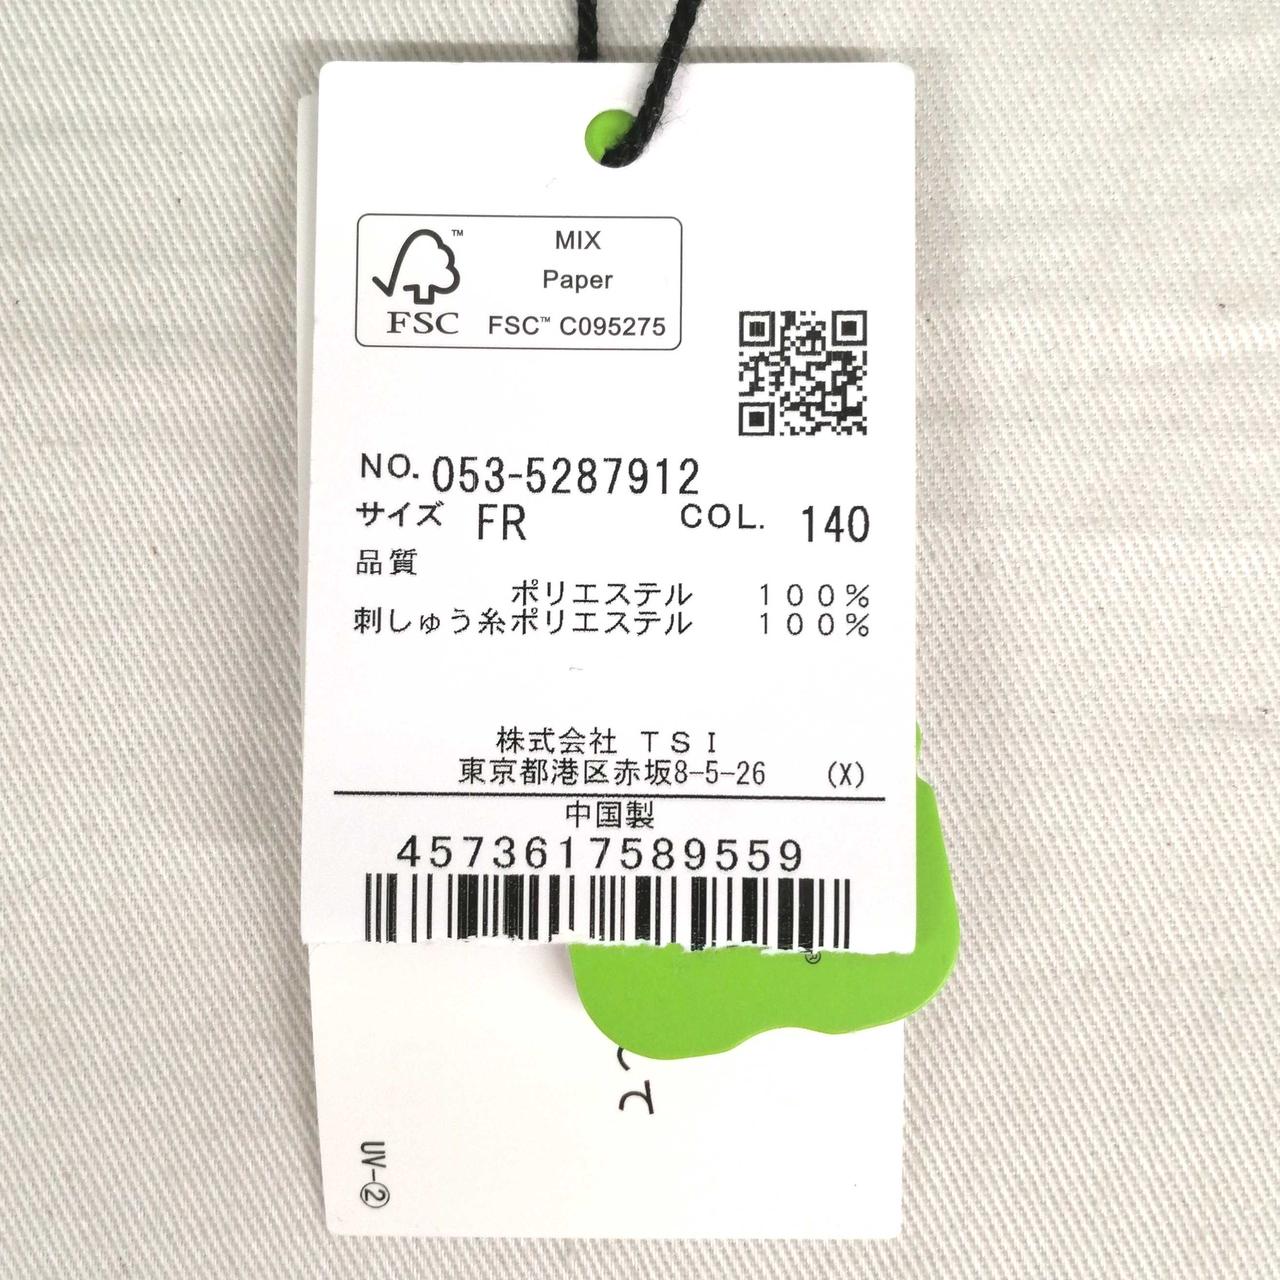 MIX
Paper
FSC™ C095275
™
FSC
NO. 053-5287912
サイズ FR COL. 140
品質
ポリエステル 100%
刺しゅう糸ポリエステル 100%
株式会社 TSI
東京都港区赤坂8-5-26 (X)
中国製
4573617589559
®
て
UV-②